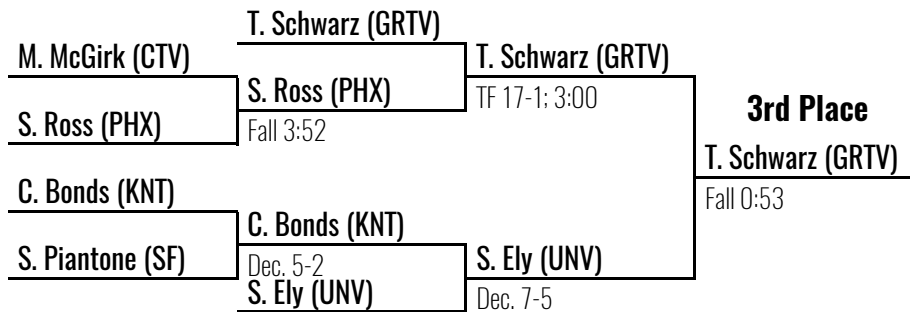 T. Schwarz (GRTV)
M. McGirk (CTV)
T. Schwarz (GRTV)
S. Ross (PHX)
TF 17-1; 3:00
S. Ross (PHX)
Fall 3:52
3rd Place
T. Schwarz (GRTV)
Fall 0:53
C. Bonds (KNT)
C. Bonds (KNT)
S. Piantone (SF)
Dec. 5-2
S. Ely (UNV)
S. Ely (UNV)
Dec. 7-5